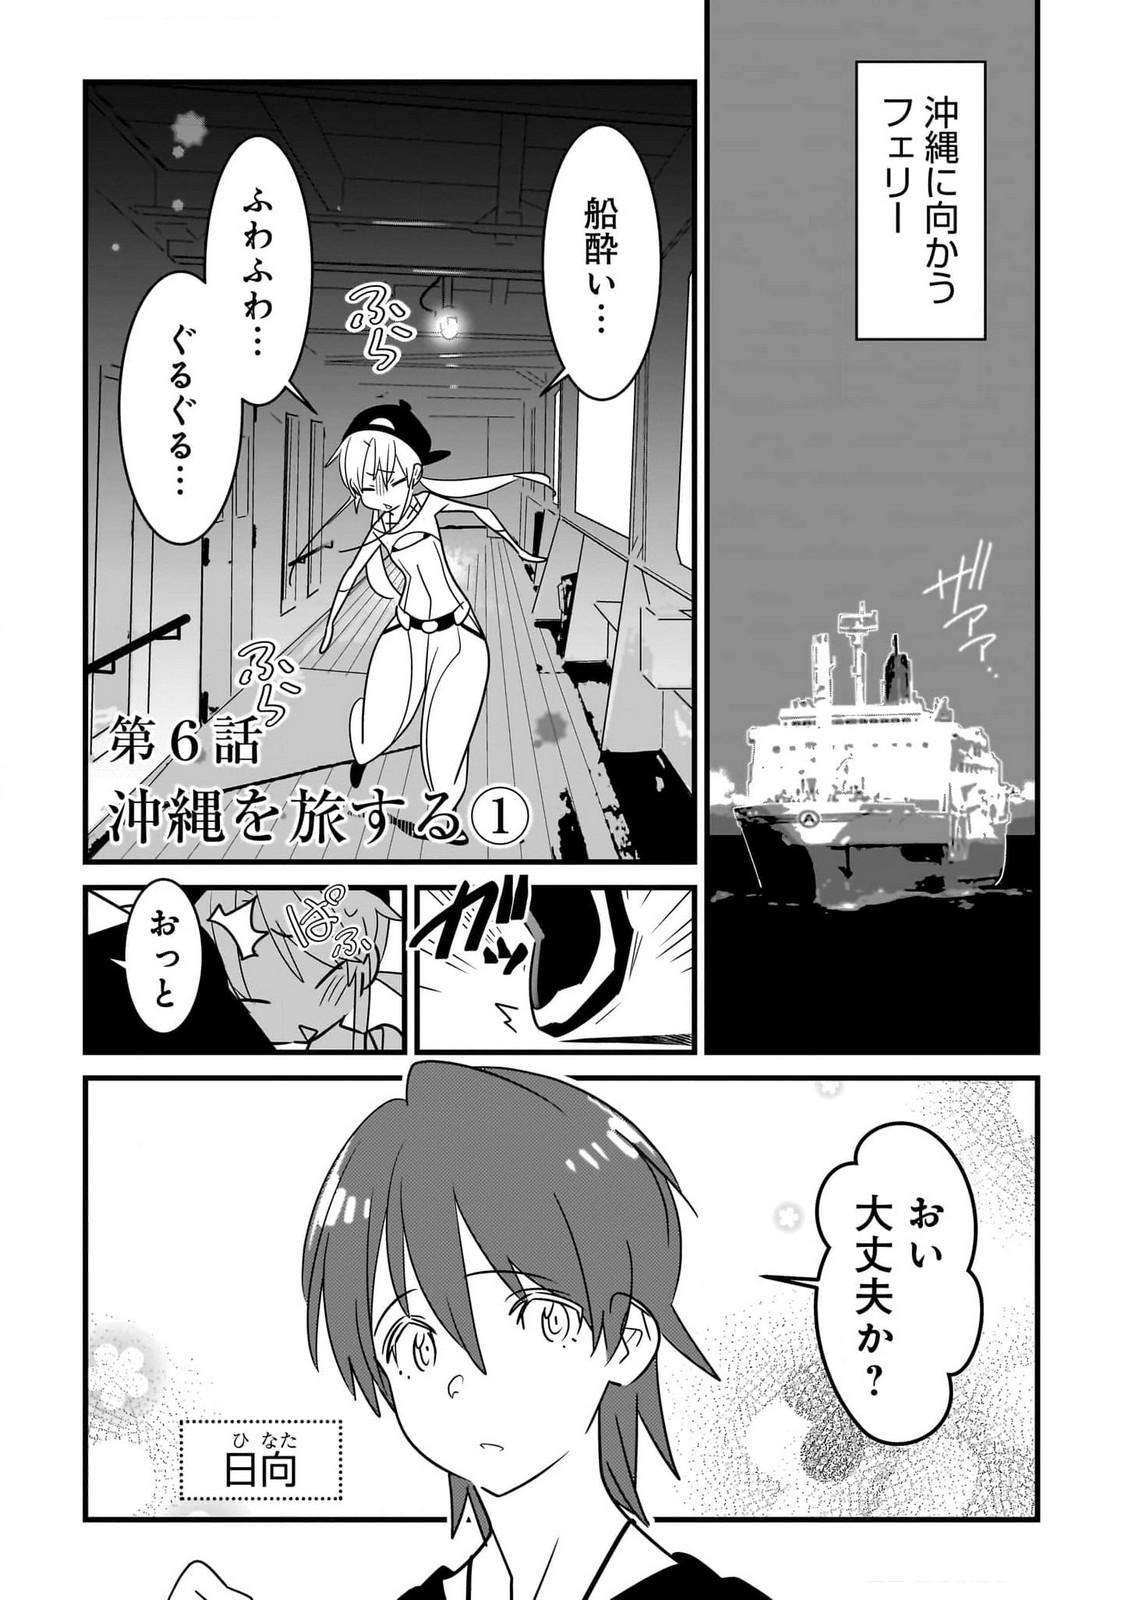 沖縄に向かう
フェリー
ザァァァ…
船酔い…
ふわふわ…
ぐるぐる…
ふら
ふら
第６話
沖縄を旅する①
ガッ
ぱふ
おっと
おい
大丈夫か？
ひなた
日向